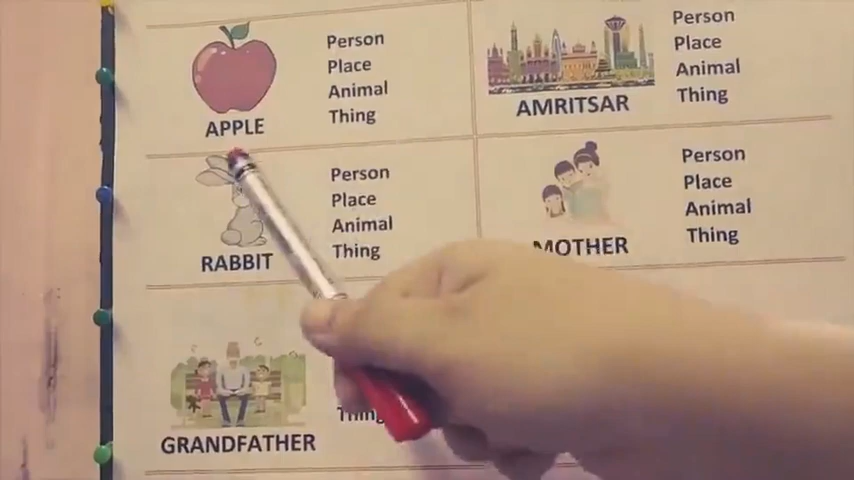 APPLE
Person
Place
Animal
Thing
AMRITSAR
Person
Place
Animal
Thing
RABBIT
Person
Place
Animal
Thing
MOTHER
Person
Place
Animal
Thing
GRANDFATHER
Thing